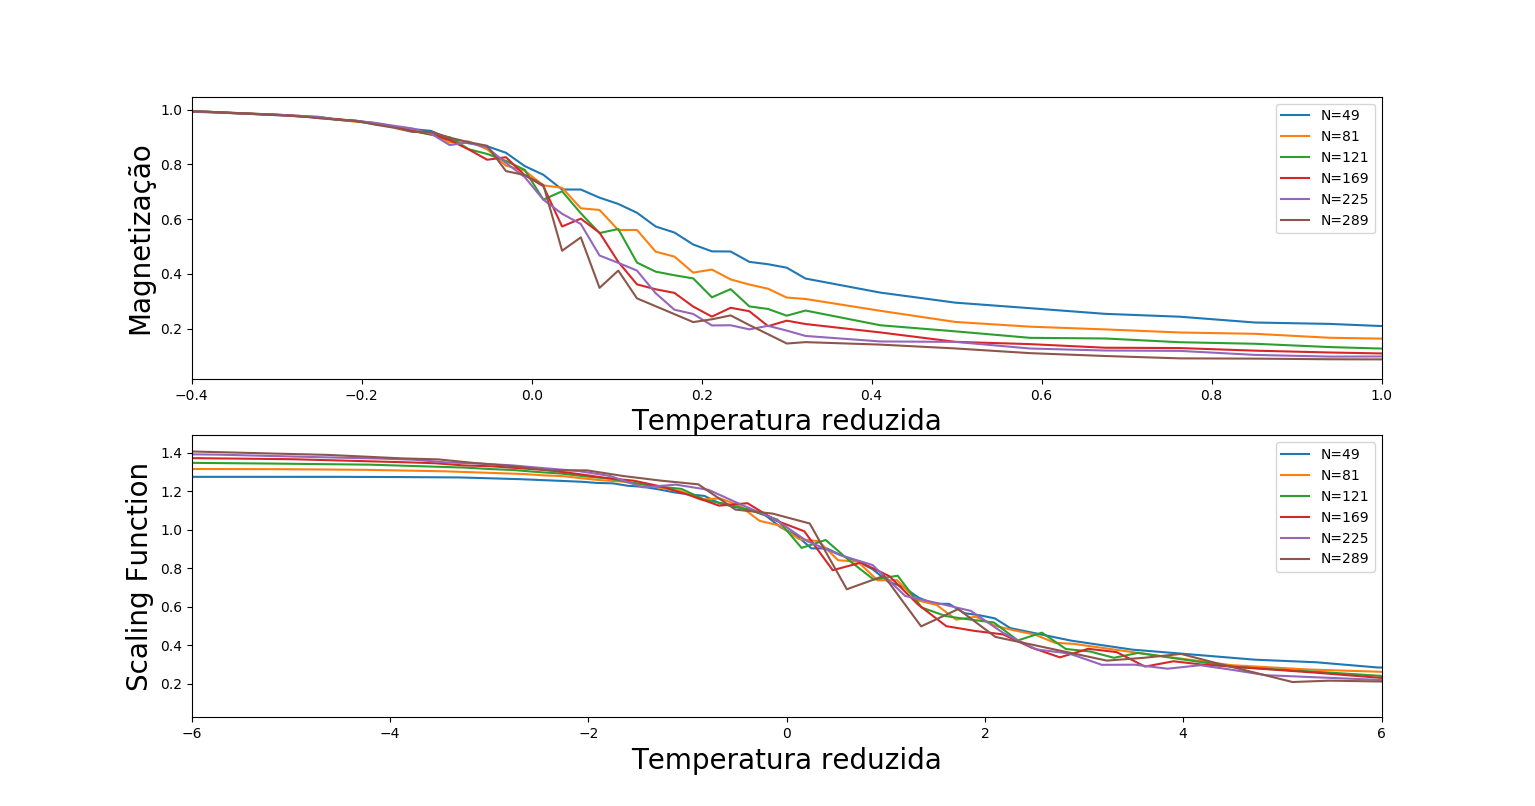 Magnetização
1.0
0.8
0.6
0.4
0.2
N=49
N=81
N=121
N=169
N=225
N=289
−0.4 −0.2 0.0 0.2 0.4 0.6 0.8 1.0
Temperatura reduzida
Scaling Function
1.4
1.2
1.0
0.8
0.6
0.4
0.2
N=49
N=81
N=121
N=169
N=225
N=289
−6 −4 −2 0 2 4 6
Temperatura reduzida